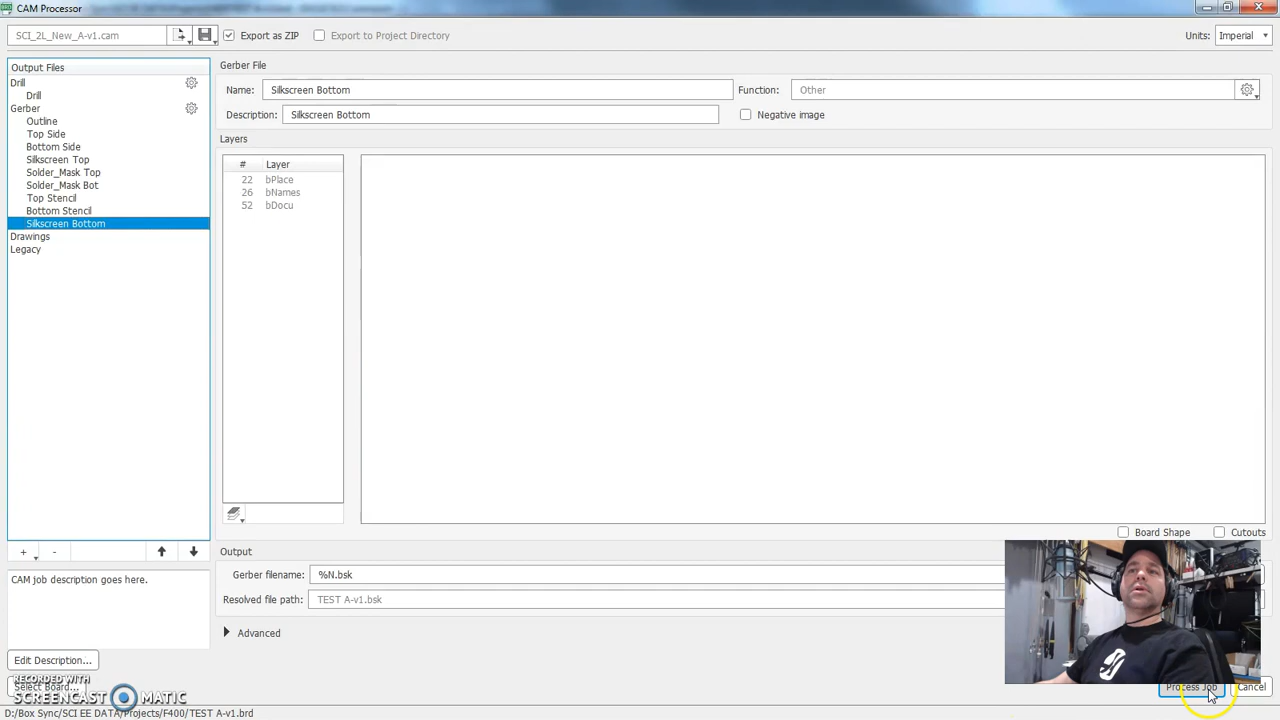 CAM Processor
SCI_2L_New_A-v1.cam
Export as ZIP
Export to Project Directory
Units: Imperial
Output Files
Drill
Drill
Gerber
Outline
Top Side
Bottom Side
Silkscreen Top
Solder_Mask Top
Solder_Mask Bot
Top Stencil
Bottom Stencil
Silkscreen Bottom
Drawings
Legacy
Gerber File
Name: Silkscreen Bottom
Function: Other
Description: Silkscreen Bottom
Negative image
Layers
# Layer
22 bPlace
26 bNames
52 bDocu
Board Shape
Cutouts
+ -
CAM job description goes here.
Output
Gerber filename: %N.bsk
Resolved file path: TEST A-v1.bsk
Advanced
Edit Description...
Select Board...
RECORDED WITH
SCREENCAST MATIC
Process Job
Cancel
D:/Box Sync/SCI EE DATA/Projects/F400/TEST A-v1.brd